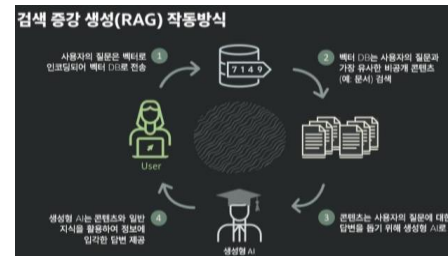 검색 증강 생성(RAG) 작동방식
사용자의 질문은 벡터로
인코딩되어 벡터 DB로 전송
1
7 1 4 9
2
벡터 DB는 사용자의 질문과
가장 유사한 비공개 콘텐츠
(예: 문서) 검색
User
생성형 AI는 콘텐츠와 일반
지식을 활용하여 정보에
입각한 답변 제공
4
생성형 AI
3
콘텐츠는 사용자의 질문에 대한
답변을 돕기 위해 생성형 AI로